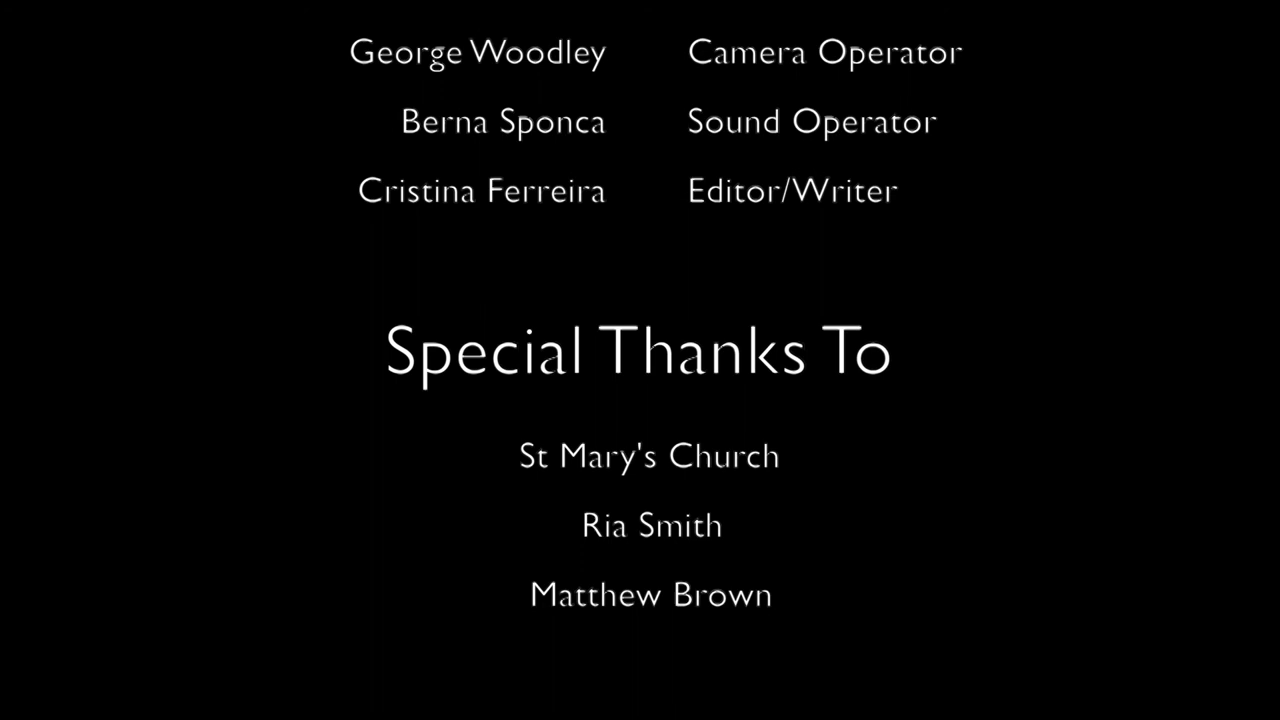 George Woodley Camera Operator
Berna Sponca Sound Operator
Cristina Ferreira Editor/Writer
Special Thanks To
St Mary's Church
Ria Smith
Matthew Brown